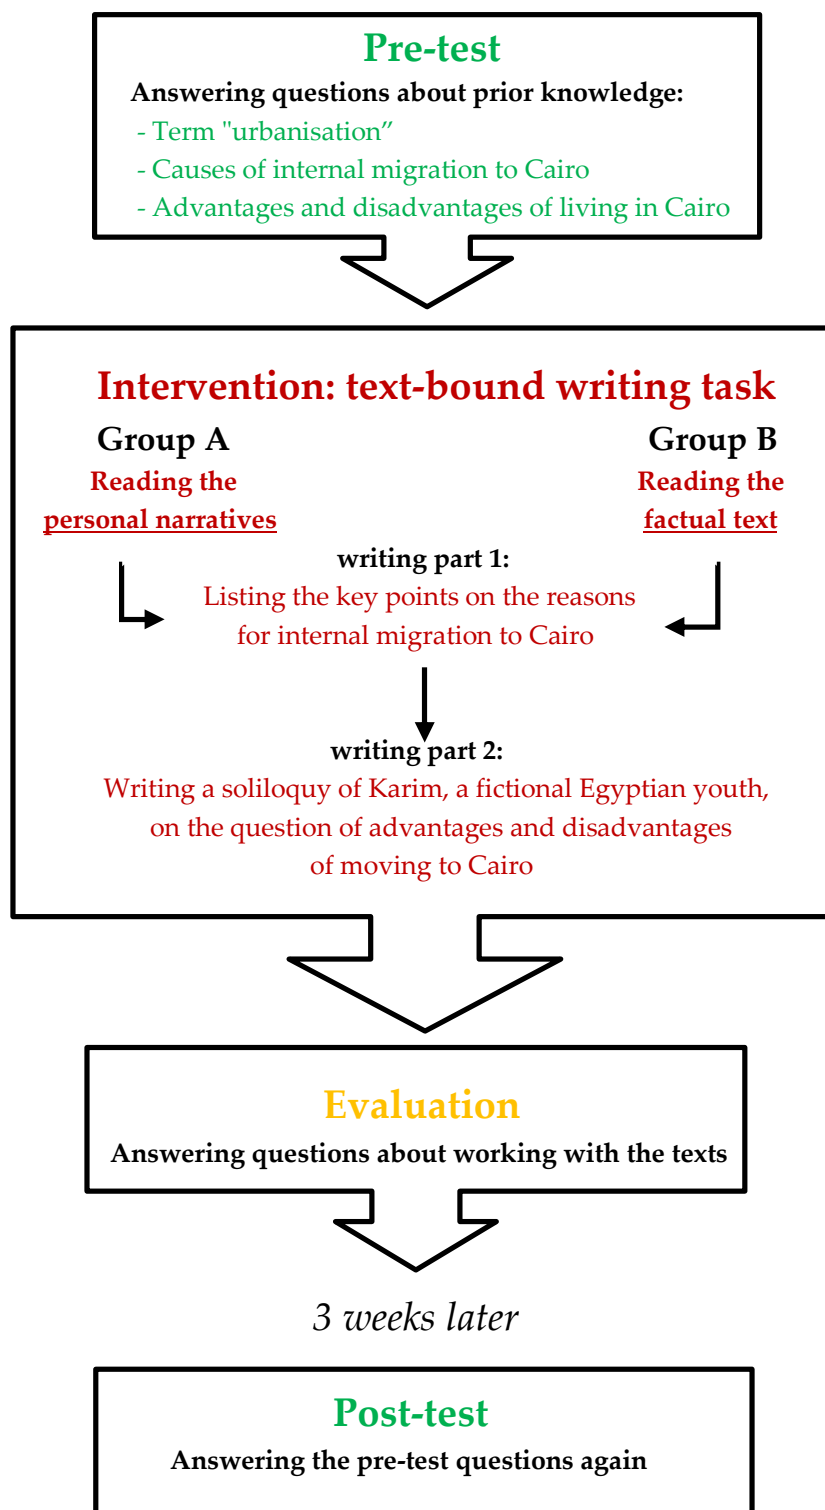 Pre-test
Answering questions about prior knowledge:
- Term "urbanisation”
- Causes of internal migration to Cairo
- Advantages and disadvantages of living in Cairo
Intervention: text-bound writing task
Group A
Reading the
personal narratives
Group B
Reading the
factual text
writing part 1:
Listing the key points on the reasons
for internal migration to Cairo
writing part 2:
Writing a soliloquy of Karim, a fictional Egyptian youth,
on the question of advantages and disadvantages
of moving to Cairo
Evaluation
Answering questions about working with the texts
3 weeks later
Post-test
Answering the pre-test questions again